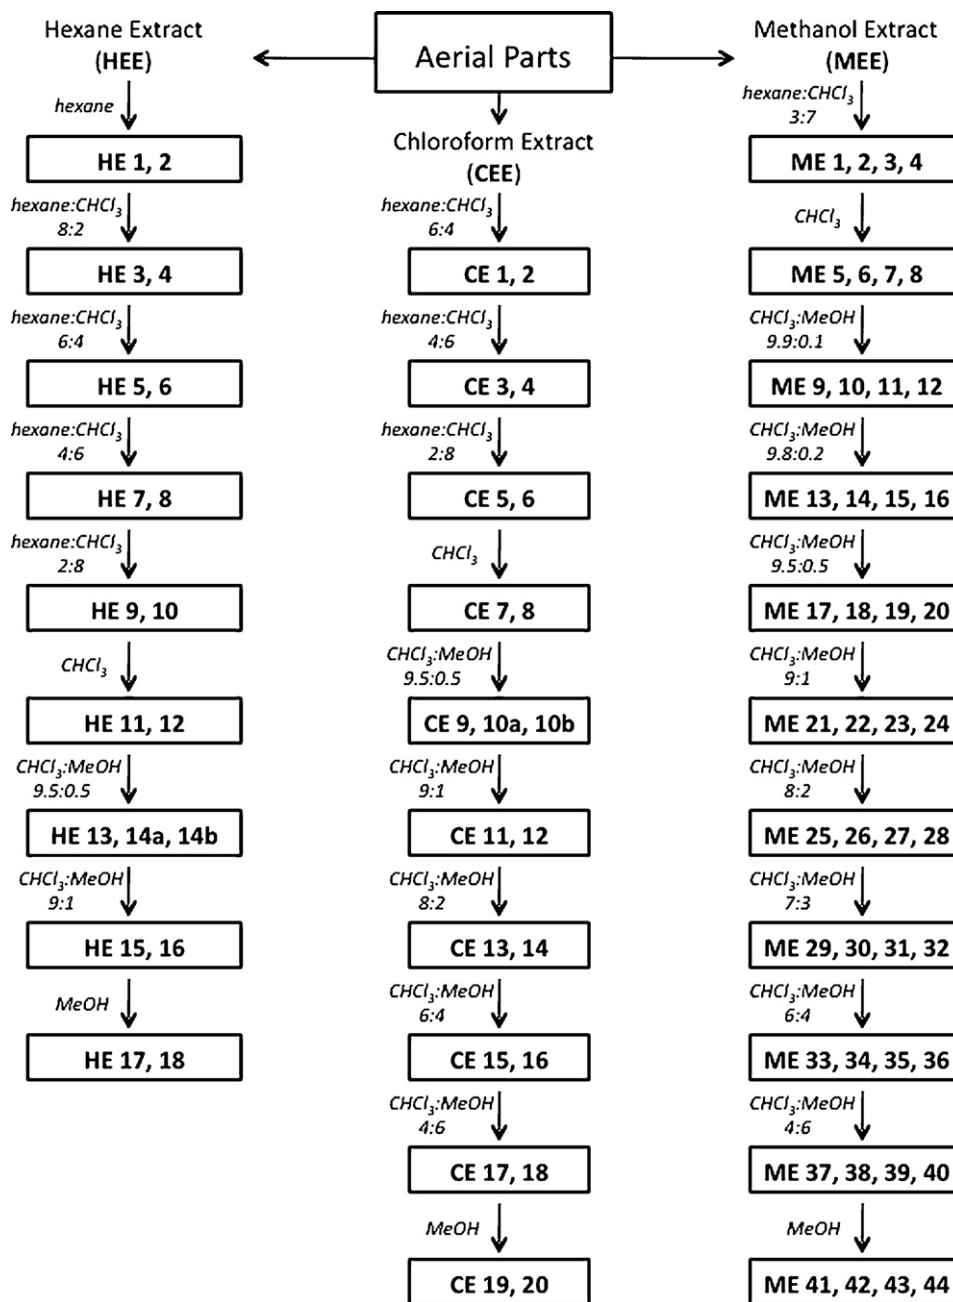 Aerial Parts
Hexane Extract
(HEE)
hexane
HE 1, 2
hexane:CHCl₃
8:2
HE 3, 4
hexane:CHCl₃
6:4
HE 5, 6
hexane:CHCl₃
4:6
HE 7, 8
hexane:CHCl₃
2:8
HE 9, 10
CHCl₃
HE 11, 12
CHCl₃:MeOH
9.5:0.5
HE 13, 14a, 14b
CHCl₃:MeOH
9:1
HE 15, 16
MeOH
HE 17, 18
Chloroform Extract
(CEE)
hexane:CHCl₃
6:4
CE 1, 2
hexane:CHCl₃
4:6
CE 3, 4
hexane:CHCl₃
2:8
CE 5, 6
CHCl₃
CE 7, 8
CHCl₃:MeOH
9.5:0.5
CE 9, 10a, 10b
CHCl₃:MeOH
9:1
CE 11, 12
CHCl₃:MeOH
8:2
CE 13, 14
CHCl₃:MeOH
6:4
CE 15, 16
CHCl₃:MeOH
4:6
CE 17, 18
MeOH
CE 19, 20
Methanol Extract
(MEE)
hexane:CHCl₃
3:7
ME 1, 2, 3, 4
CHCl₃
ME 5, 6, 7, 8
CHCl₃:MeOH
9.9:0.1
ME 9, 10, 11, 12
CHCl₃:MeOH
9.8:0.2
ME 13, 14, 15, 16
CHCl₃:MeOH
9.5:0.5
ME 17, 18, 19, 20
CHCl₃:MeOH
9:1
ME 21, 22, 23, 24
CHCl₃:MeOH
8:2
ME 25, 26, 27, 28
CHCl₃:MeOH
7:3
ME 29, 30, 31, 32
CHCl₃:MeOH
6:4
ME 33, 34, 35, 36
CHCl₃:MeOH
4:6
ME 37, 38, 39, 40
MeOH
ME 41, 42, 43, 44